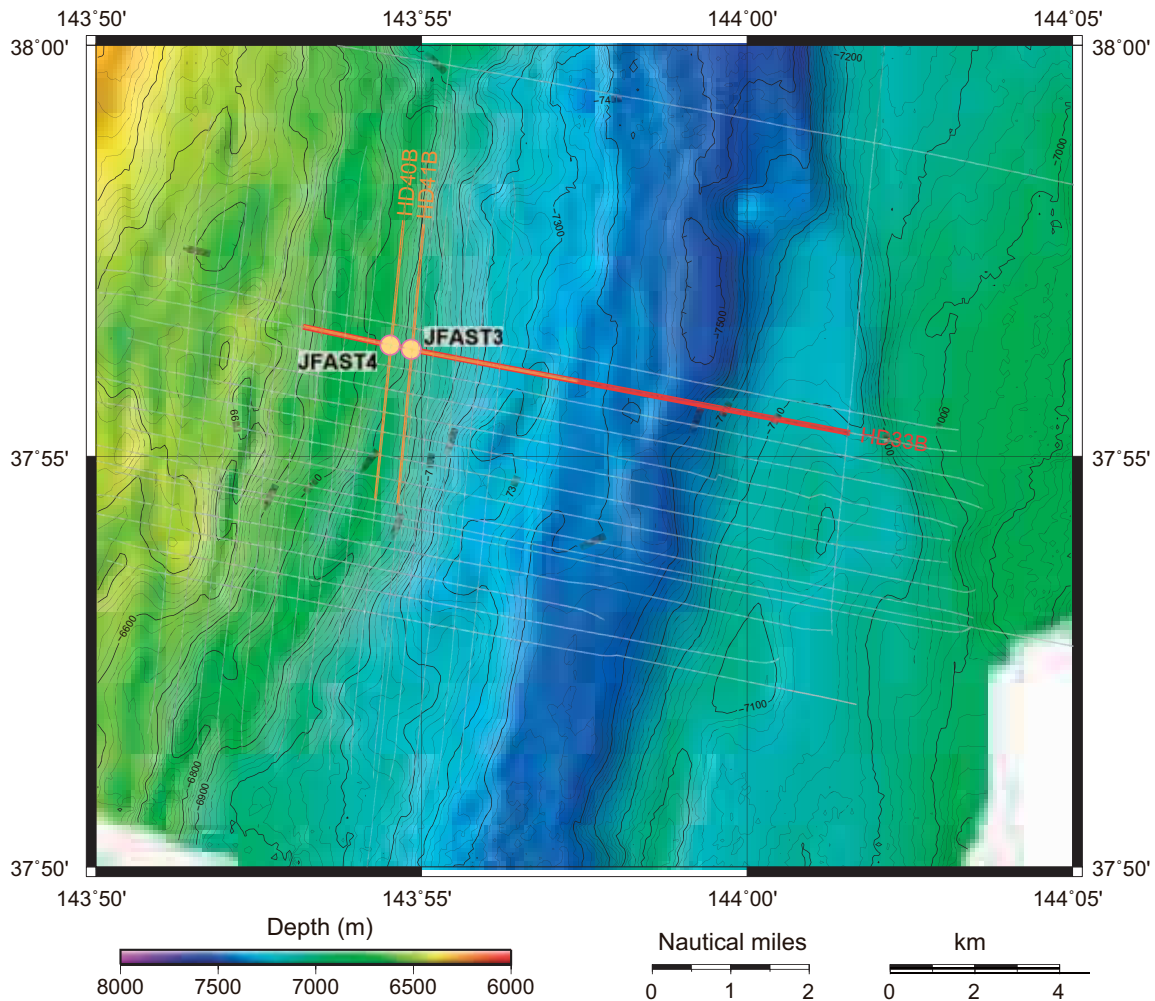 143˚50' 143˚55' 144˚00' 144˚05'
38˚00' 38˚00'
−7200
−7000
HD40B
HD41B
−7300
−7500
JFAST3
JFAST4
HD33B
37˚55' 37˚55'
−6600
−7100
−6800
−6900
37˚50' 37˚50'
143˚50' 143˚55' 144˚00' 144˚05'
Depth (m)
8000 7500 7000 6500 6000
Nautical miles
0 1 2
km
0 2 4